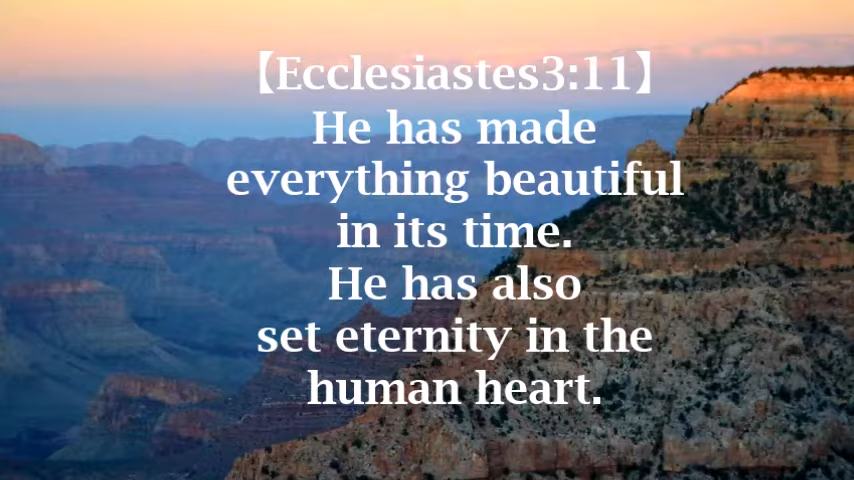 【Ecclesiastes3:11】
He has made
everything beautiful
in its time.
He has also
set eternity in the
human heart.